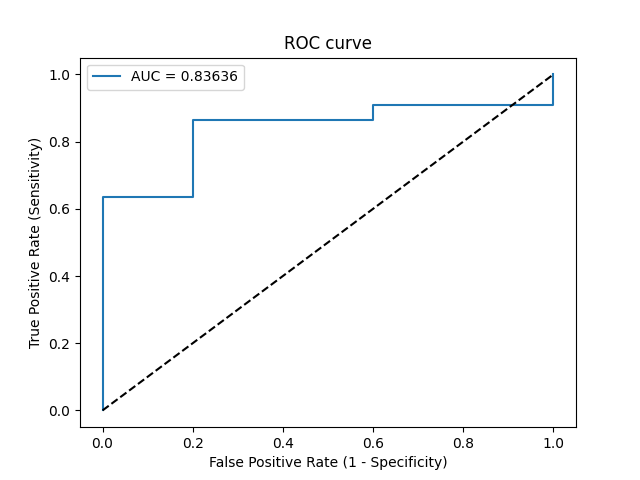 ROC curve
AUC = 0.83636
True Positive Rate (Sensitivity)
1.0
0.8
0.6
0.4
0.2
0.0
0.0 0.2 0.4 0.6 0.8 1.0
False Positive Rate (1 - Specificity)